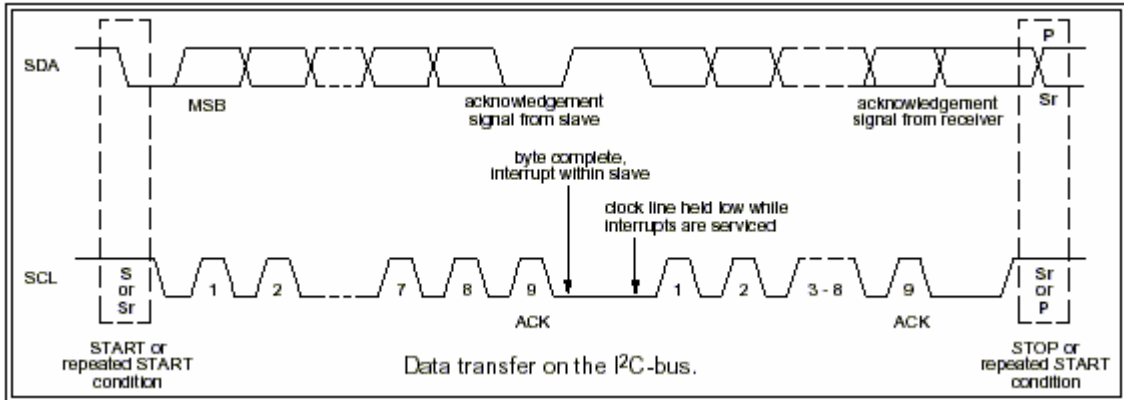 P
SDA
MSB
acknowledgement
signal from slave
acknowledgement
signal from receiver
Sr
byte complete,
interrupt within slave
clock line held low while
interrupts are serviced
SCL
S
or
Sr
1
2
7
8
9
1
2
3 - 8
9
Sr
or
P
ACK
ACK
START or
repeated START
condition
Data transfer on the I²C-bus.
STOP or
repeated START
condition